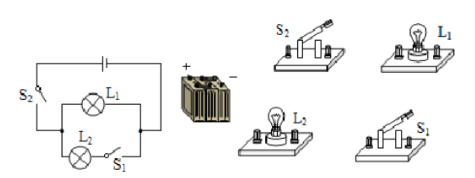 S₂
L₁
L₂
S₁
+
−
S₂
L₁
L₂
S₁